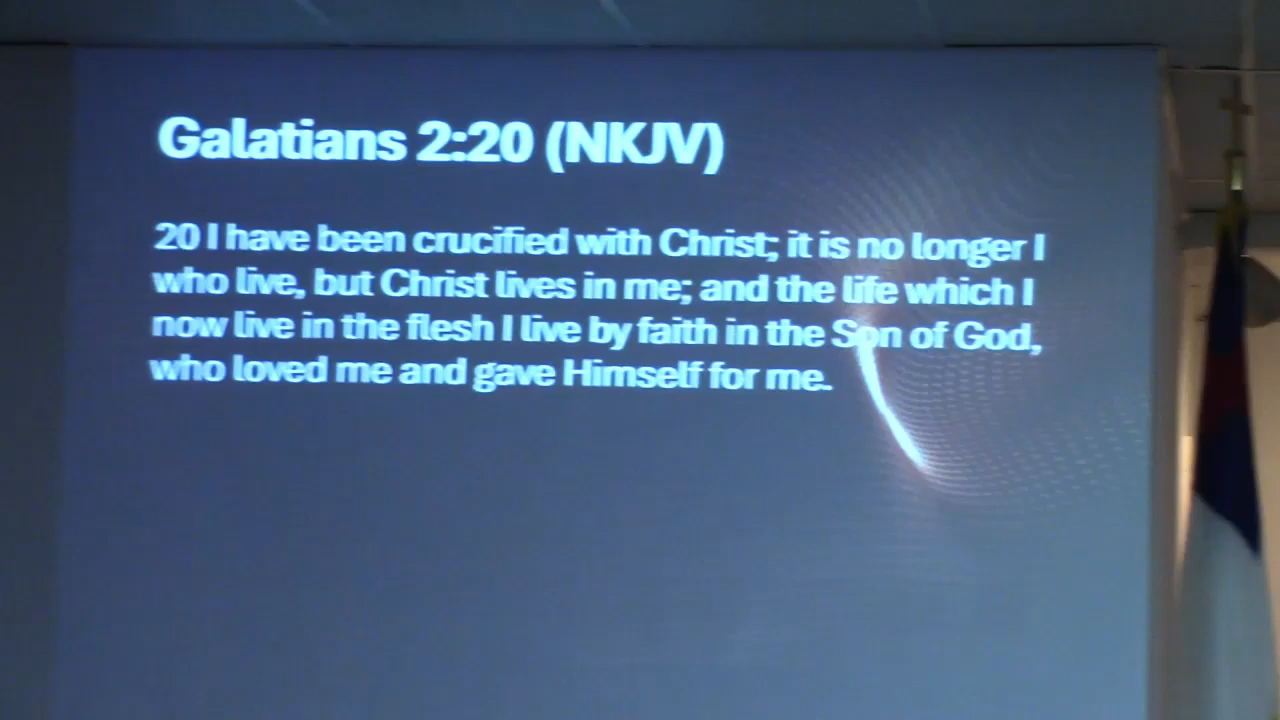 Galatians 2:20 (NKJV)
20 I have been crucified with Christ; it is no longer I
who live, but Christ lives in me; and the life which I
now live in the flesh I live by faith in the Son of God,
who loved me and gave Himself for me.